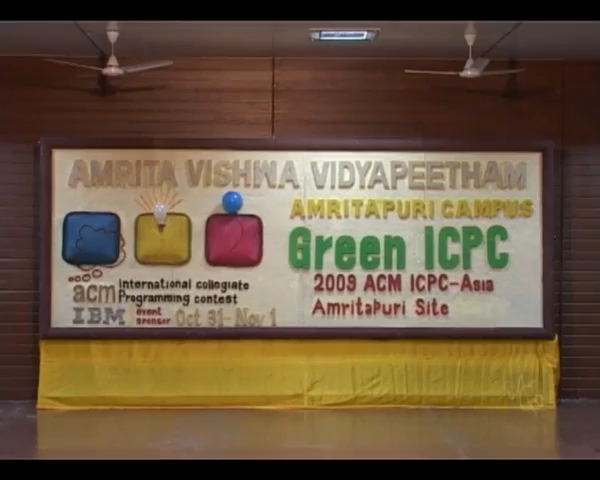 AMRITA VISHWA VIDYAPEETHAM
AMRITAPURI CAMPUS
Green ICPC
2009 ACM ICPC-Asia
Amritapuri Site
acm International collegiate
Programming contest
IBM event
sponsor
Oct 31- Nov 1